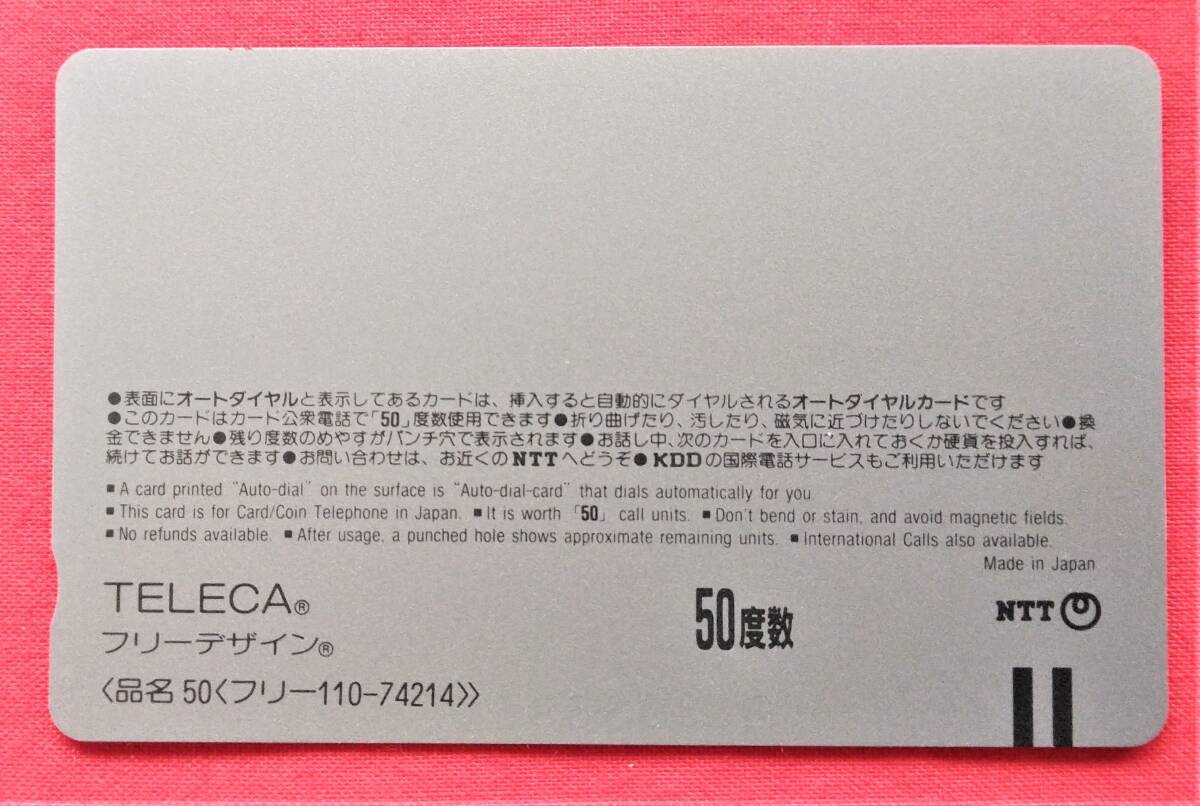 ●表面にオートダイヤルと表示してあるカードは、挿入すると自動的にダイヤルされるオートダイヤルカードです
●このカードはカード公衆電話で「50」度数使用できます●折り曲げたり、汚したり、磁気に近づけたりしないでください●換
金できません●残り度数のめやすがパンチ穴で表示されます●お話し中、次のカードを入口に入れておくか硬貨を投入すれば、
続けてお話ができます●お問い合わせは、お近くのNTTへどうぞ●KDDの国際電話サービスもご利用いただけます
■A card printed "Auto-dial" on the surface is "Auto-dial-card" that dials automatically for you.
■This card is for Card/Coin Telephone in Japan. ■It is worth「50」call units. ■Don't bend or stain, and avoid magnetic fields.
■No refunds available. ■After usage, a punched hole shows approximate remaining units. ■International Calls also available.
Made in Japan
TELECA®
フリーデザイン®
〈品名 50〈フリー110-74214〉〉
50度数
NTT